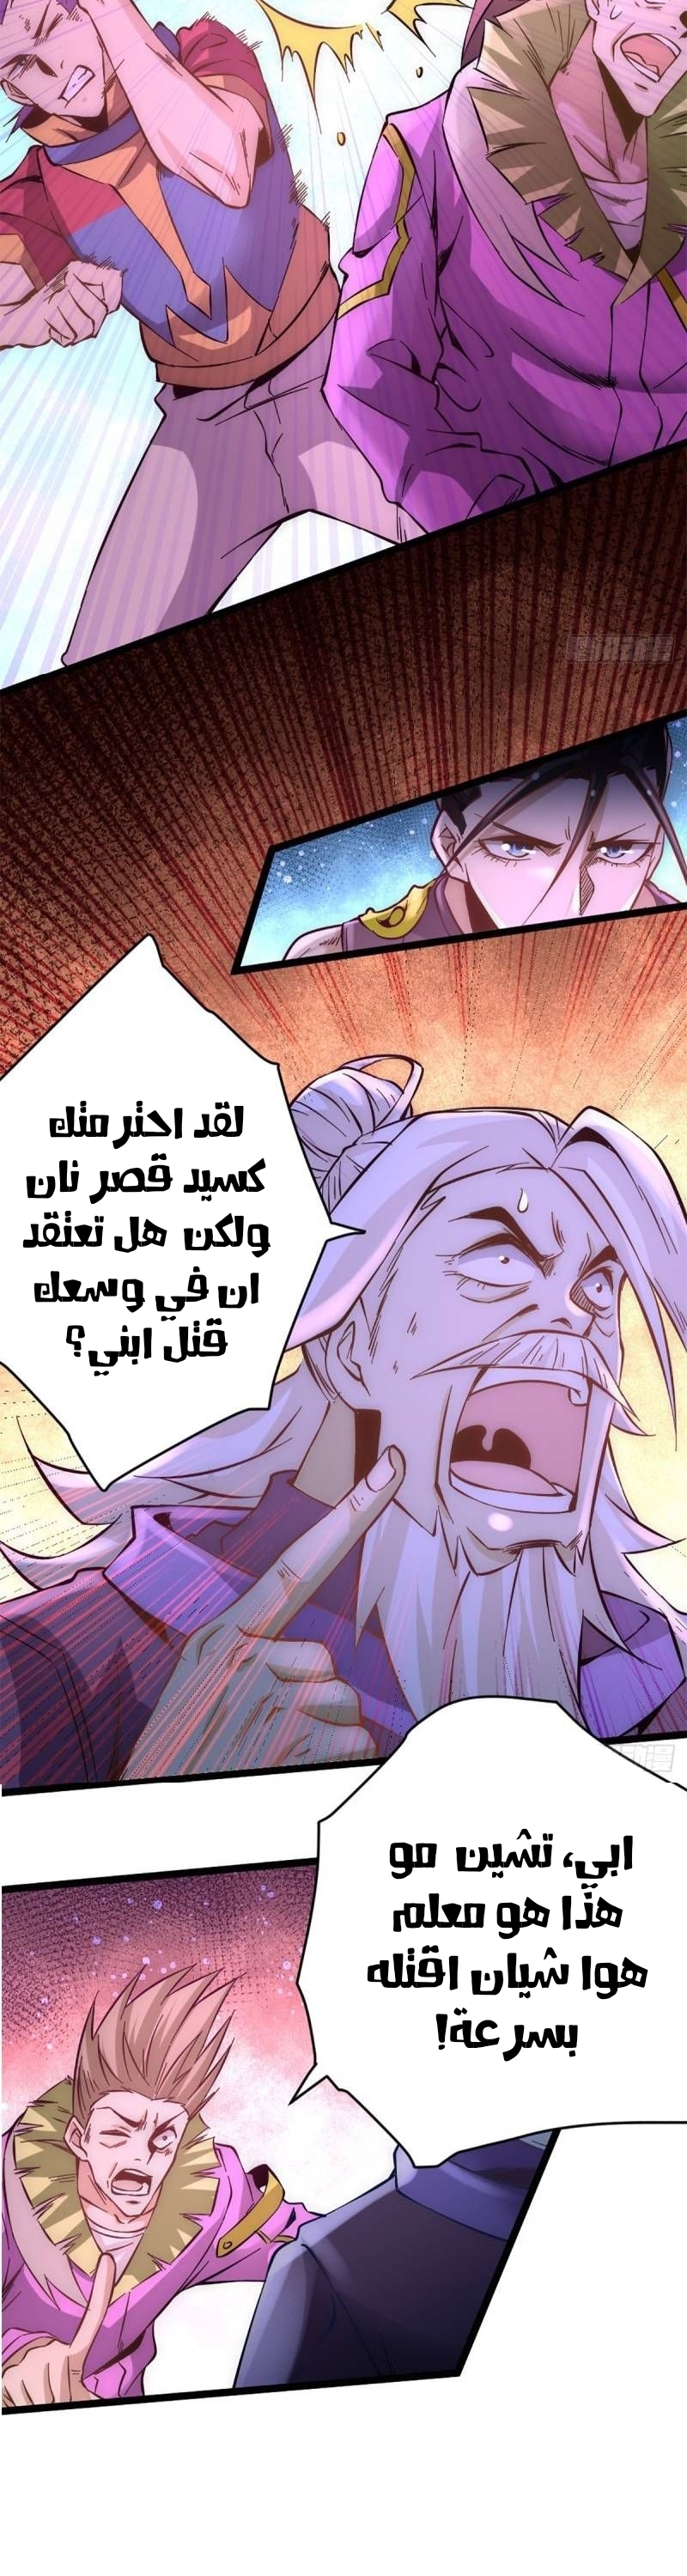 لقد احترمتك
كسيد قصر نان
ولكن هل تعتقد
ان في وسعك
قتل ابني؟
ابي، تشين مو
هذا هو معلم
هوا شيان اقتله
بسرعة!